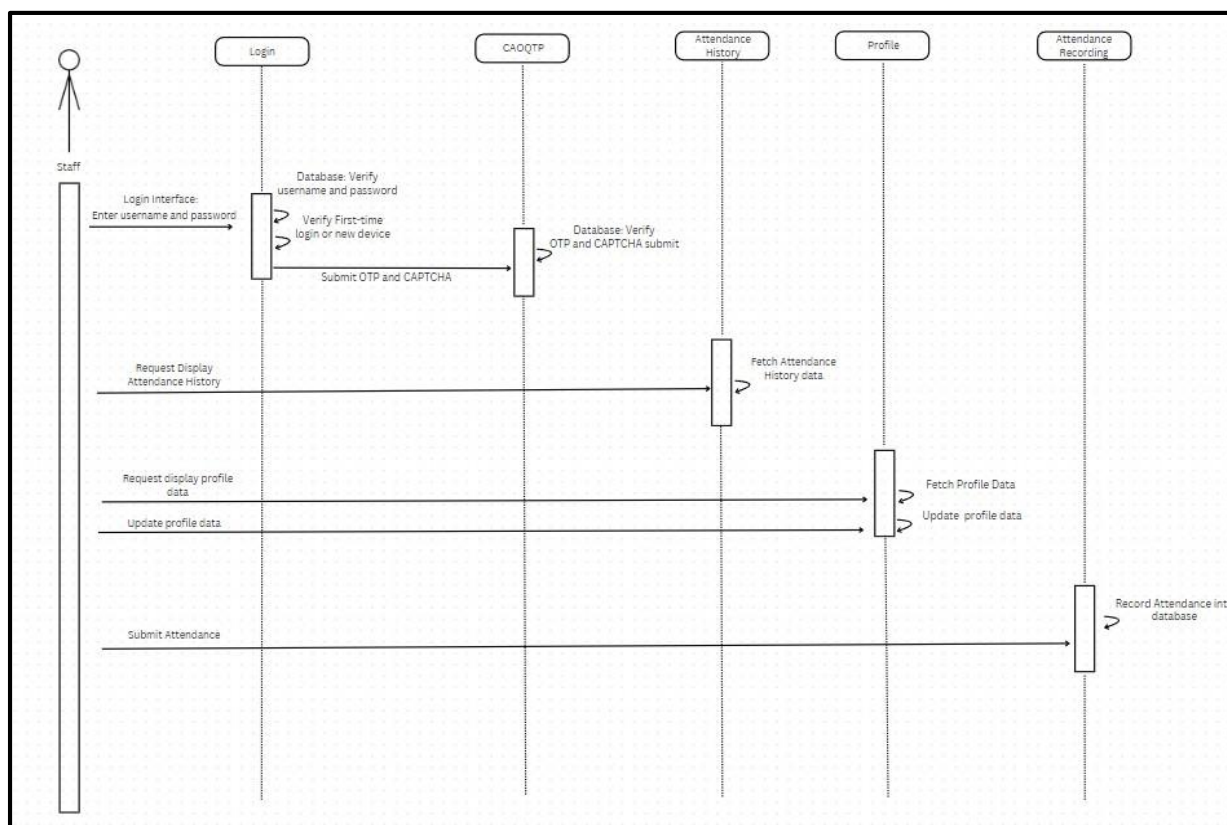 Login
CAOQTP
Attendance
History
Profile
Attendance
Recording
Staff
Login Interface:
Enter username and password
Database: Verify
username and password
Verify First-time
login or new device
Submit OTP and CAPTCHA
Database: Verify
OTP and CAPTCHA submit
Request Display
Attendance History
Fetch Attendance
History data
Request display profile
data
Fetch Profile Data
Update profile data
Update profile data
Submit Attendance
Record Attendance int
database